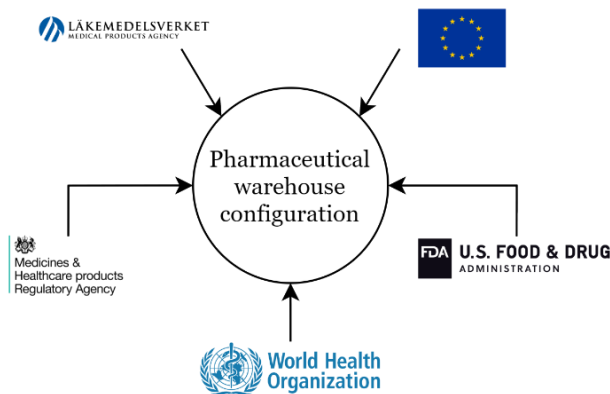 LÄKEMEDELSVERKET
MEDICAL PRODUCTS AGENCY
Pharmaceutical
warehouse
configuration
Medicines &
Healthcare products
Regulatory Agency
FDA U.S. FOOD & DRUG
ADMINISTRATION
World Health
Organization